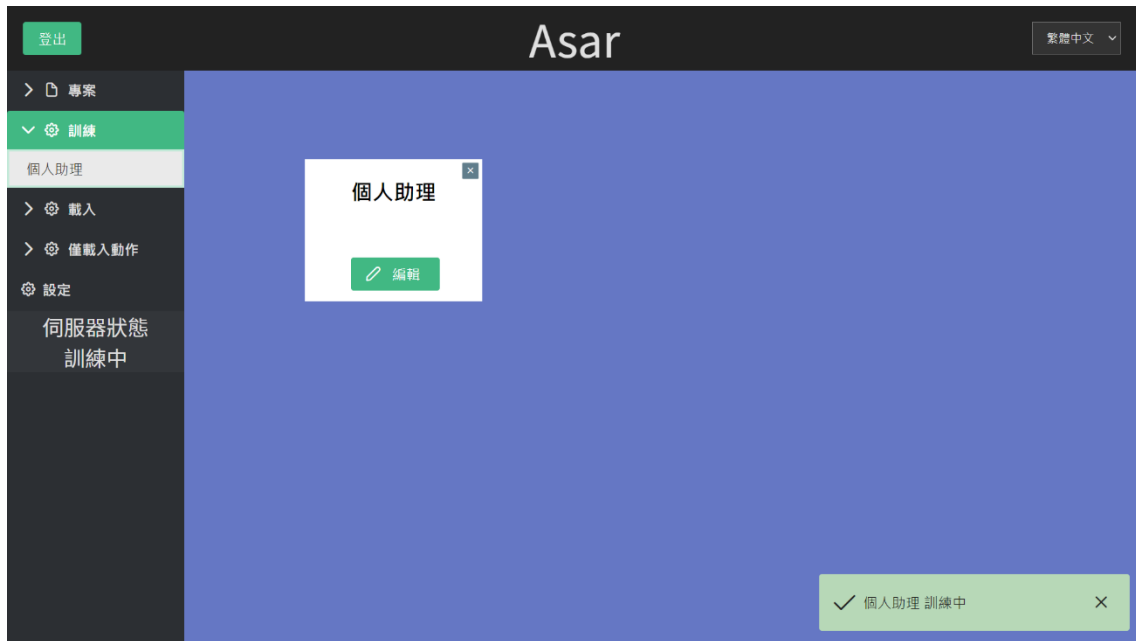 登出
Asar
繁體中文
專案
訓練
個人助理
載入
僅載入動作
設定
伺服器狀態
訓練中
個人助理
編輯
個人助理 訓練中